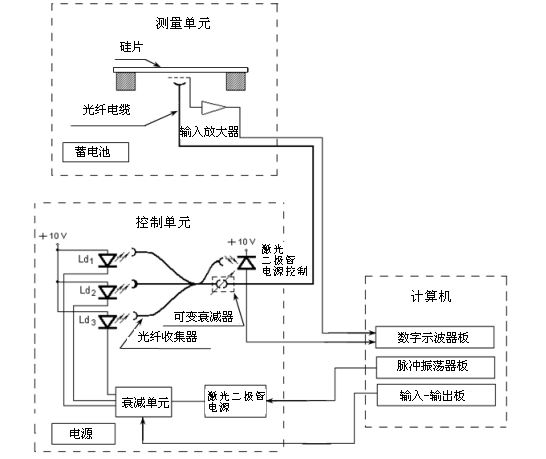 测量单元
硅片
光纤电缆
输入放大器
蓄电池
控制单元
+10V
Ld1
Ld2
Ld3
+10V
激光
二极管
电源控制
可变衰减器
光纤收集器
衰减单元
激光二极管
电源
电源
计算机
数字示波器板
脉冲振荡器板
输入-输出板